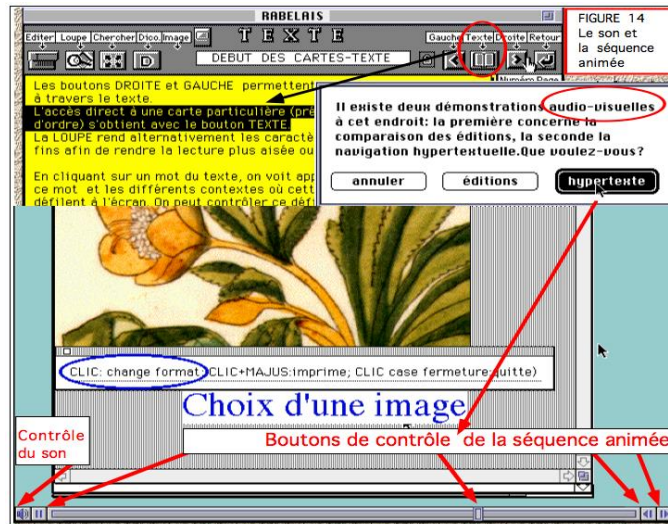 RABELAIS
FIGURE 14
Le son et
la séquence
animée
Editer Loupe Chercher Dico. Image
TEXTE
Gauche Texte Droite Retour
D
DEBUT DES CARTES-TEXTE
Numéro Page
Les boutons DROITE et GAUCHE permettent
à travers le texte.
L'accès direct à une carte particulière (pré
d'ordre) s'obtient avec le bouton TEXTE.
La LOUPE rend alternativement les caractè
fins afin de rendre la lecture plus aisée ou
En cliquant sur un mot du texte, on voit app
ce mot et les différents contextes où cett
défilent à l'écran. On peut contrôler ce défi
Il existe deux démonstrations audio-visuelles
à cet endroit: la première concerne la
comparaison des éditions, la seconde la
navigation hypertextuelle.Que voulez-vous?
annuler
éditions
hypertexte
CLIC: change format; CLIC+MAJUS:imprime; CLIC case fermeture:quitte)
Choix d'une image
Contrôle
du son
Boutons de contrôle de la séquence animée